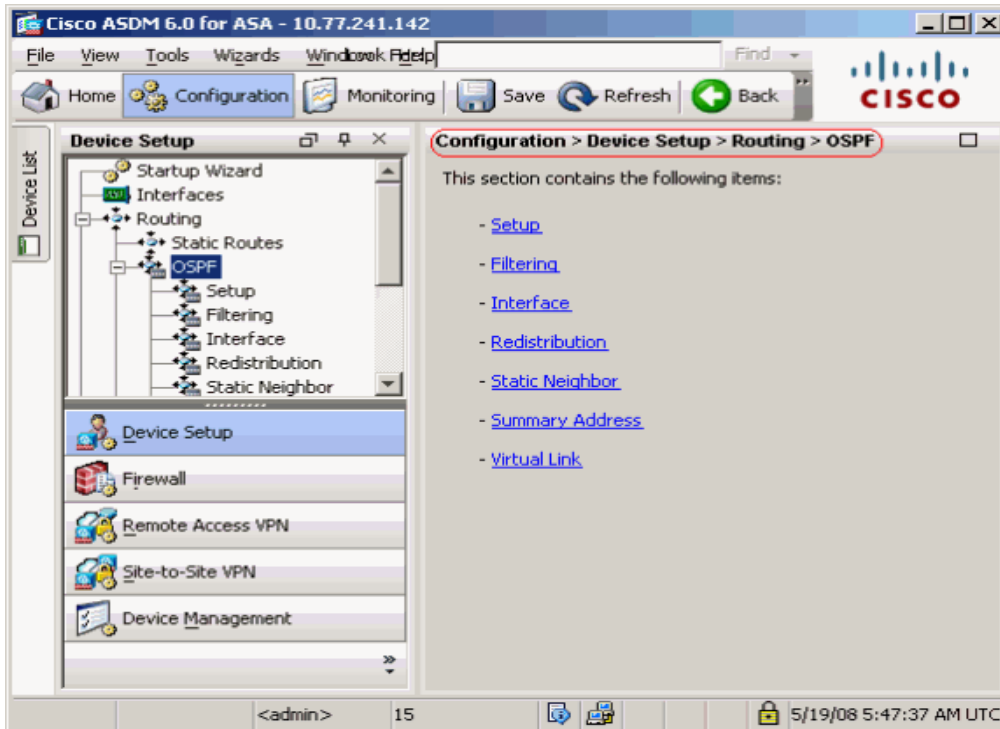 Cisco ASDM 6.0 for ASA - 10.77.241.142
File View Tools Wizards Window Help Find
Home Configuration Monitoring Save Refresh Back
CISCO
Device List
Device Setup
Startup Wizard
Interfaces
Routing
Static Routes
OSPF
Setup
Filtering
Interface
Redistribution
Static Neighbor
Device Setup
Firewall
Remote Access VPN
Site-to-Site VPN
Device Management
»
Configuration > Device Setup > Routing > OSPF
This section contains the following items:
- Setup
- Filtering
- Interface
- Redistribution
- Static Neighbor
- Summary Address
- Virtual Link
<admin> 15 5/19/08 5:47:37 AM UTC